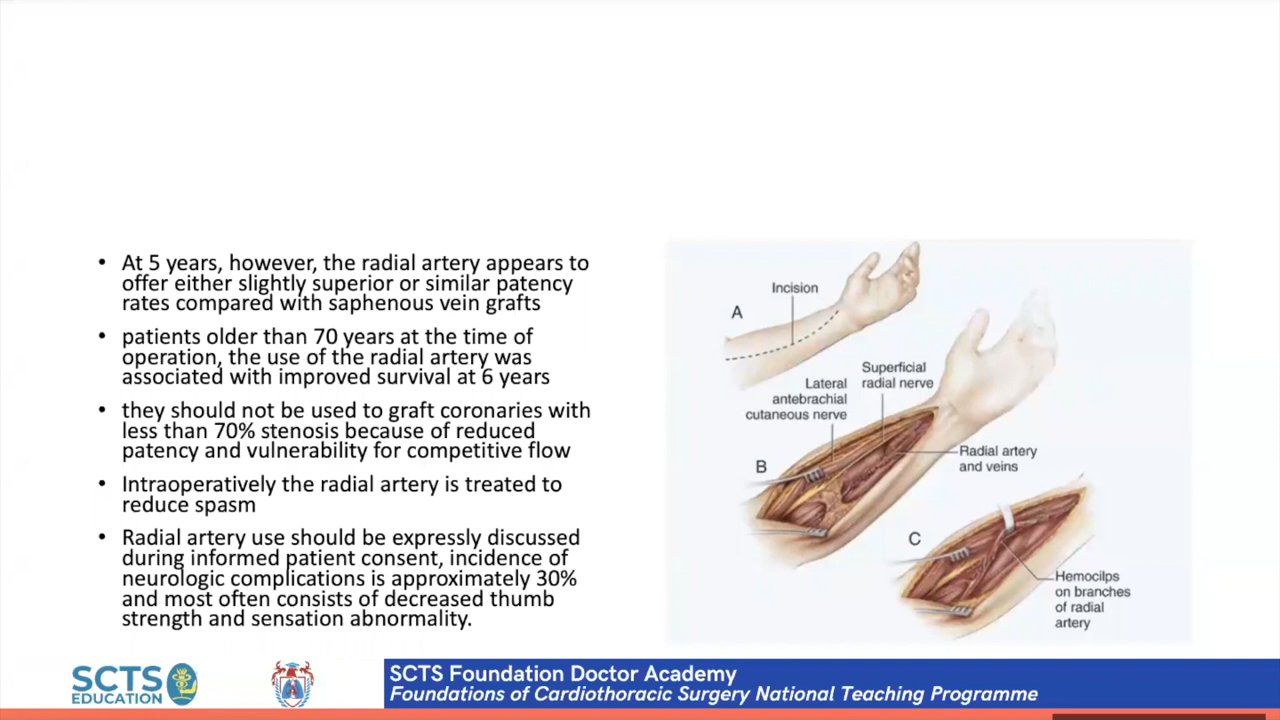 • At 5 years, however, the radial artery appears to
offer either slightly superior or similar patency
rates compared with saphenous vein grafts
• patients older than 70 years at the time of
operation, the use of the radial artery was
associated with improved survival at 6 years
• they should not be used to graft coronaries with
less than 70% stenosis because of reduced
patency and vulnerability for competitive flow
• Intraoperatively the radial artery is treated to
reduce spasm
• Radial artery use should be expressly discussed
during informed patient consent, incidence of
neurologic complications is approximately 30%
and most often consists of decreased thumb
strength and sensation abnormality.
Incision
A
Superficial
radial nerve
Lateral
antebrachial
cutaneous nerve
Radial artery
and veins
B
C
Hemocilps
on branches
of radial
artery
SCTS
EDUCATION
SCTS Foundation Doctor Academy
Foundations of Cardiothoracic Surgery National Teaching Programme